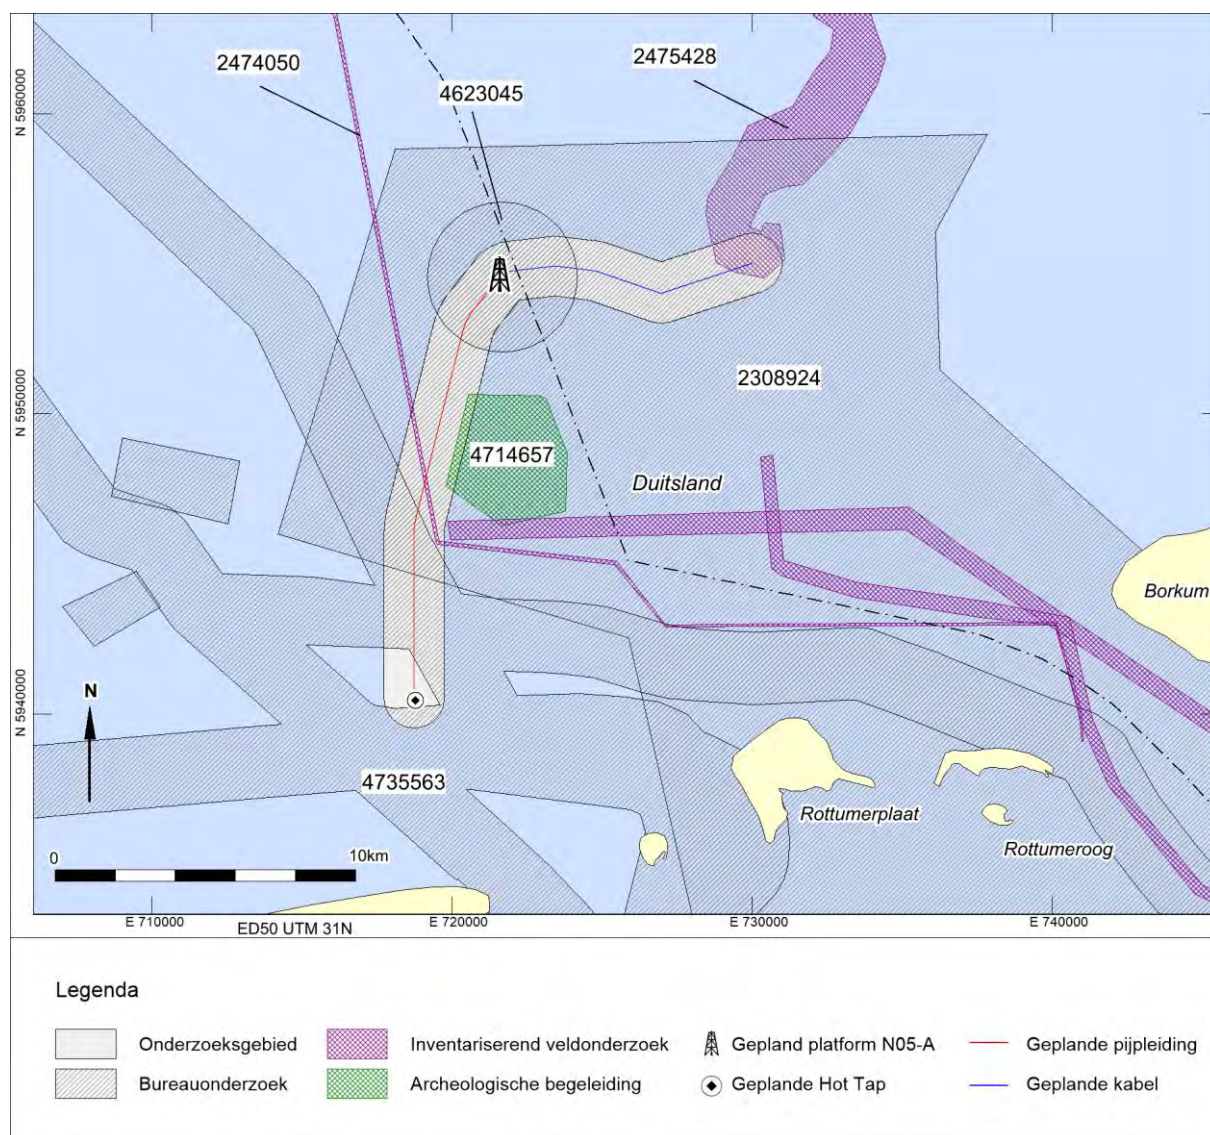 2474050
2475428
4623045
N 5960000
2308924
N 5950000
4714657
Duitsland
Borkum
N
N 5940000
4735563
Rottumerplaat
Rottumeroog
0 10km
E 710000 E 720000 E 730000 E 740000
ED50 UTM 31N
Legenda
Onderzoeksgebied
Bureauonderzoek
Inventariserend veldonderzoek
Archeologische begeleiding
Gepland platform N05-A
Geplande Hot Tap
Geplande pijpleiding
Geplande kabel